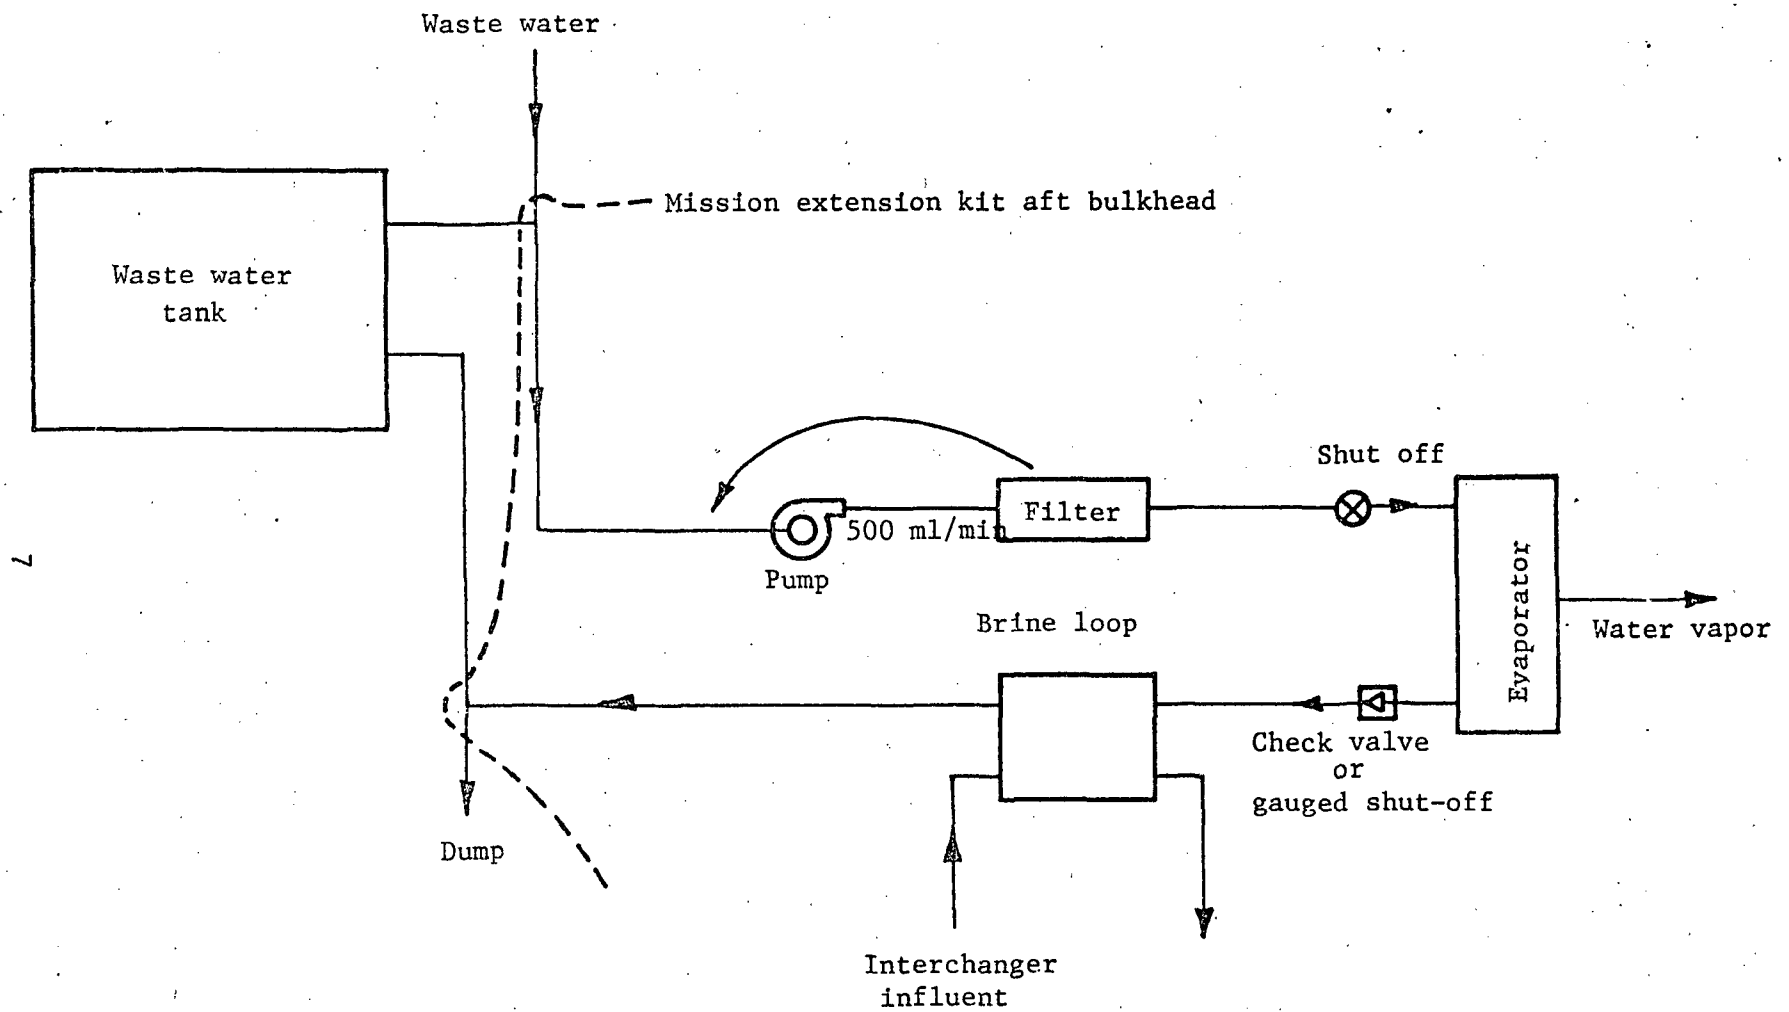 Waste water
Mission extension kit aft bulkhead
Waste water
tank
Shut off
Filter
500 ml/min
Pump
7
Brine loop
Evaporator
Water vapor
Check valve
or
gauged shut-off
Dump
Interchanger
influent